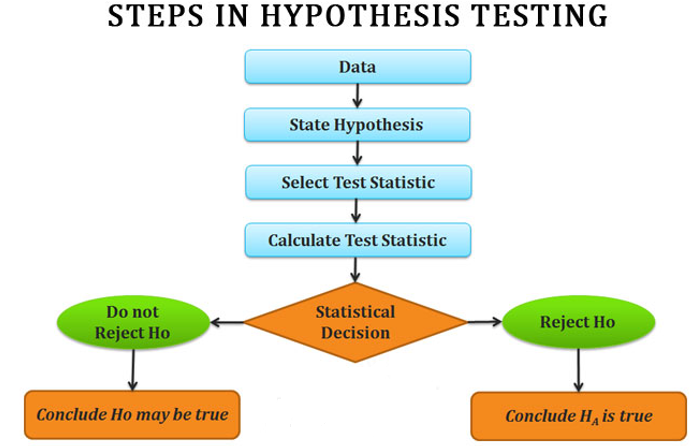 STEPS IN HYPOTHESIS TESTING
Data
State Hypothesis
Select Test Statistic
Calculate Test Statistic
Statistical
Decision
Do not
Reject Ho
Reject Ho
Conclude Ho may be true
Conclude HA is true